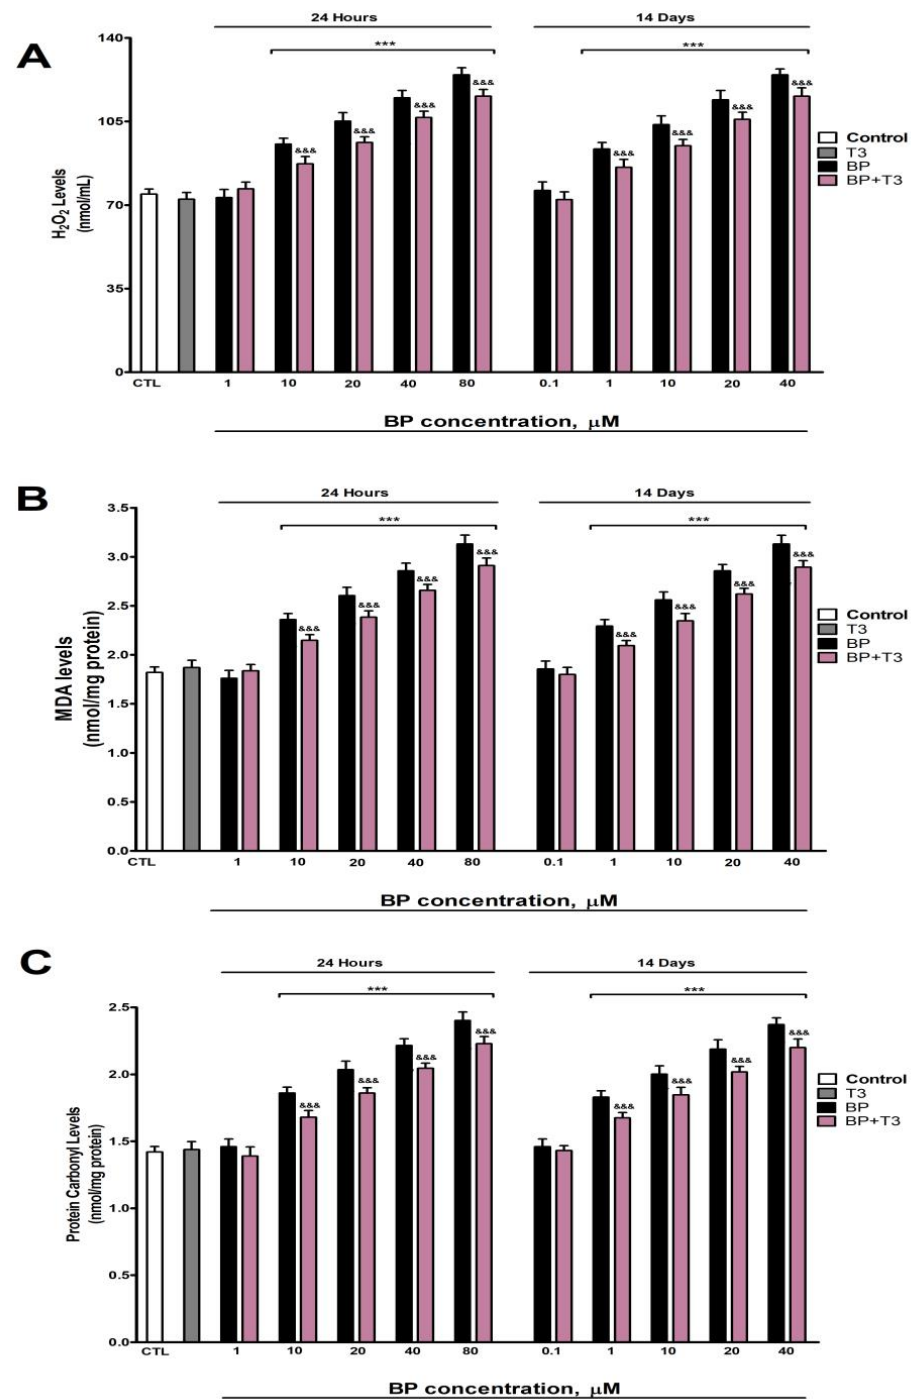 A
24 Hours
14 Days
***
***
140
105
70
35
0
H2O2 Levels
(nmol/mL)
&&&
&&&
&&&
&&&
&&&
&&&
&&&
&&&
Control
T3
BP
BP+T3
CTL
1
10
20
40
80
0.1
1
10
20
40
BP concentration, μM
B
24 Hours
14 Days
***
***
3.5
3.0
2.5
2.0
1.5
1.0
0.5
0.0
MDA levels
(nmol/mg protein)
&&&
&&&
&&&
&&&
&&&
&&&
&&&
&&&
Control
T3
BP
BP+T3
CTL
1
10
20
40
80
0.1
1
10
20
40
BP concentration, μM
C
24 Hours
14 Days
***
***
2.5
2.0
1.5
1.0
0.5
0.0
Protein Carbonyl Levels
(nmol/mg protein)
&&&
&&&
&&&
&&&
&&&
&&&
&&&
&&&
Control
T3
BP
BP+T3
CTL
1
10
20
40
80
0.1
1
10
20
40
BP concentration, μM